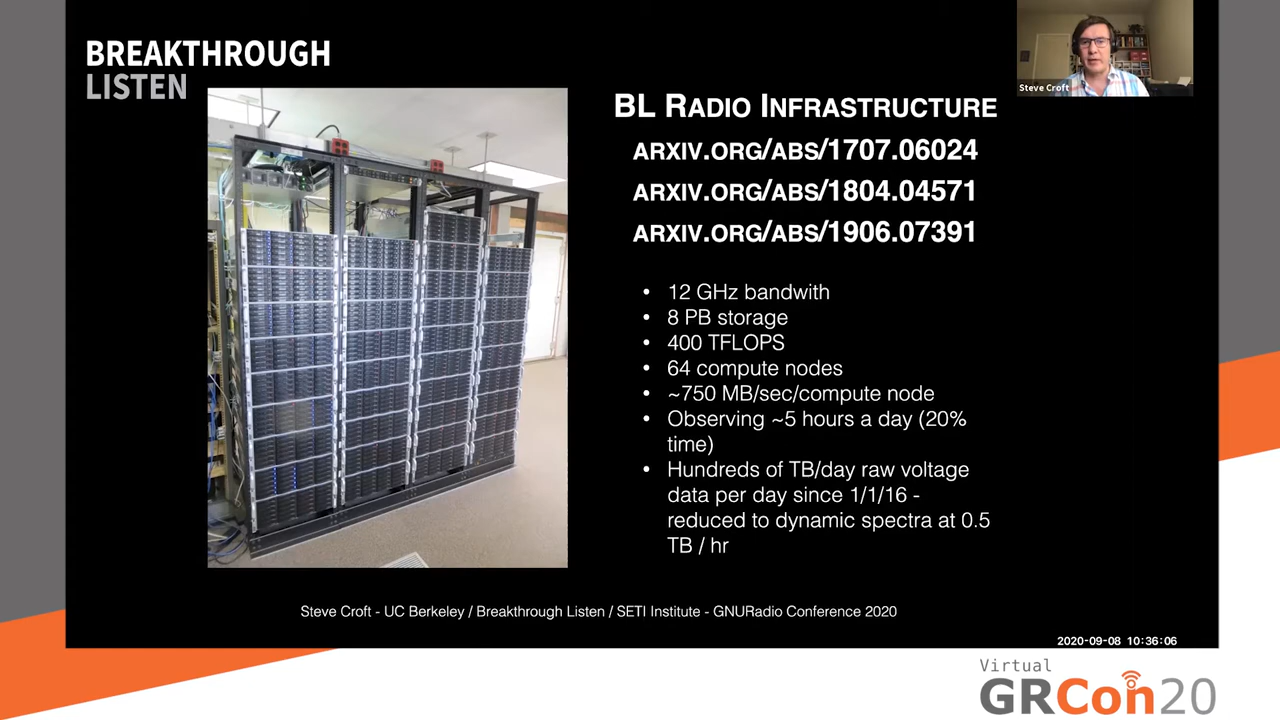 BREAKTHROUGH
LISTEN
Steve Croft
BL RADIO INFRASTRUCTURE
ARXIV.ORG/ABS/1707.06024
ARXIV.ORG/ABS/1804.04571
ARXIV.ORG/ABS/1906.07391
• 12 GHz bandwith
• 8 PB storage
• 400 TFLOPS
• 64 compute nodes
• ~750 MB/sec/compute node
• Observing ~5 hours a day (20%
time)
• Hundreds of TB/day raw voltage
data per day since 1/1/16 -
reduced to dynamic spectra at 0.5
TB / hr
Steve Croft - UC Berkeley / Breakthrough Listen / SETI Institute - GNURadio Conference 2020
2020-09-08 10:36:06
Virtual
GRCon20